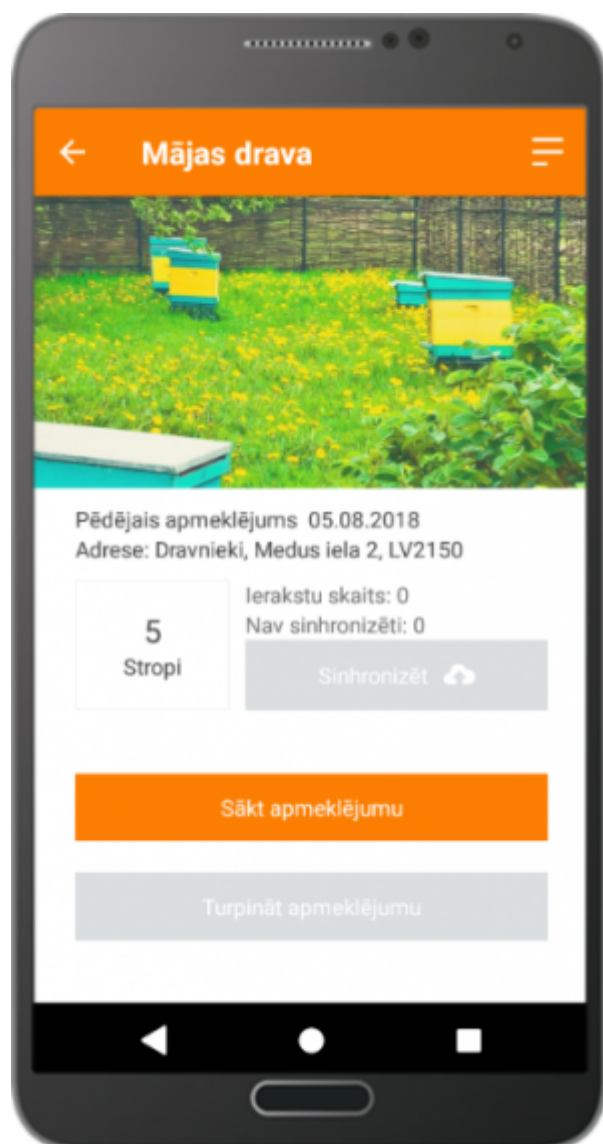 Mājas drava
Pēdējais apmeklējums 05.08.2018
Adrese: Dravnieki, Medus iela 2, LV2150
5
Stropi
Ierakstu skaits: 0
Nav sinhronizēti: 0
Sinhronizēt
Sākt apmeklējumu
Turpināt apmeklējumu